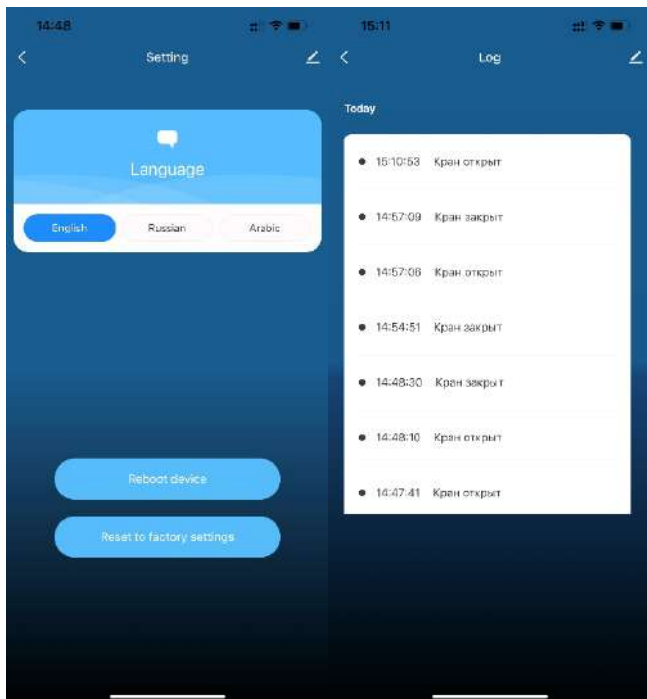 14:48
Setting
Language
English Russian Arabic
Reboot device
Reset to factory settings
15:11
Log
Today
15:10:53 Кран открыт
14:57:09 Кран закрыт
14:57:06 Кран открыт
14:54:51 Кран закрыт
14:48:30 Кран закрыт
14:48:10 Кран открыт
14:47:41 Кран открыт